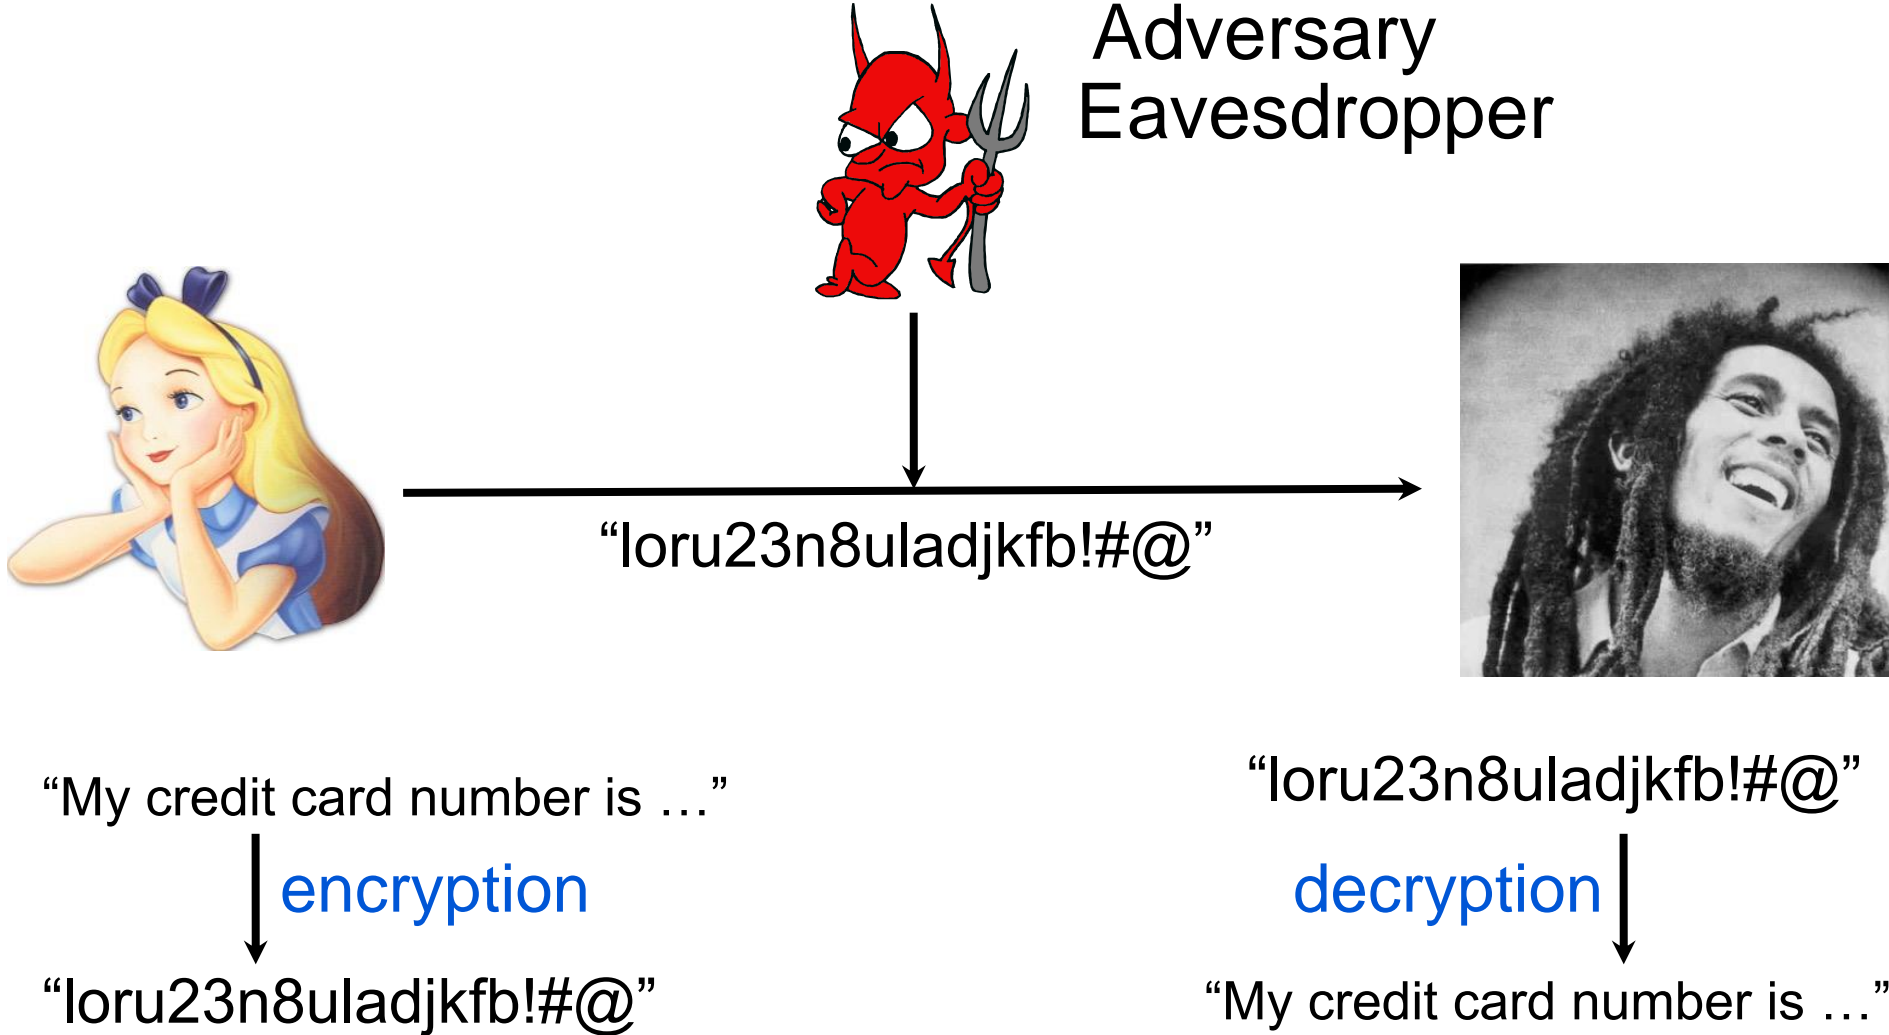 Adversary
Eavesdropper
“loru23n8uladjkfb!#@”
“My credit card number is …”
encryption
“loru23n8uladjkfb!#@”
“loru23n8uladjkfb!#@”
decryption
“My credit card number is …”